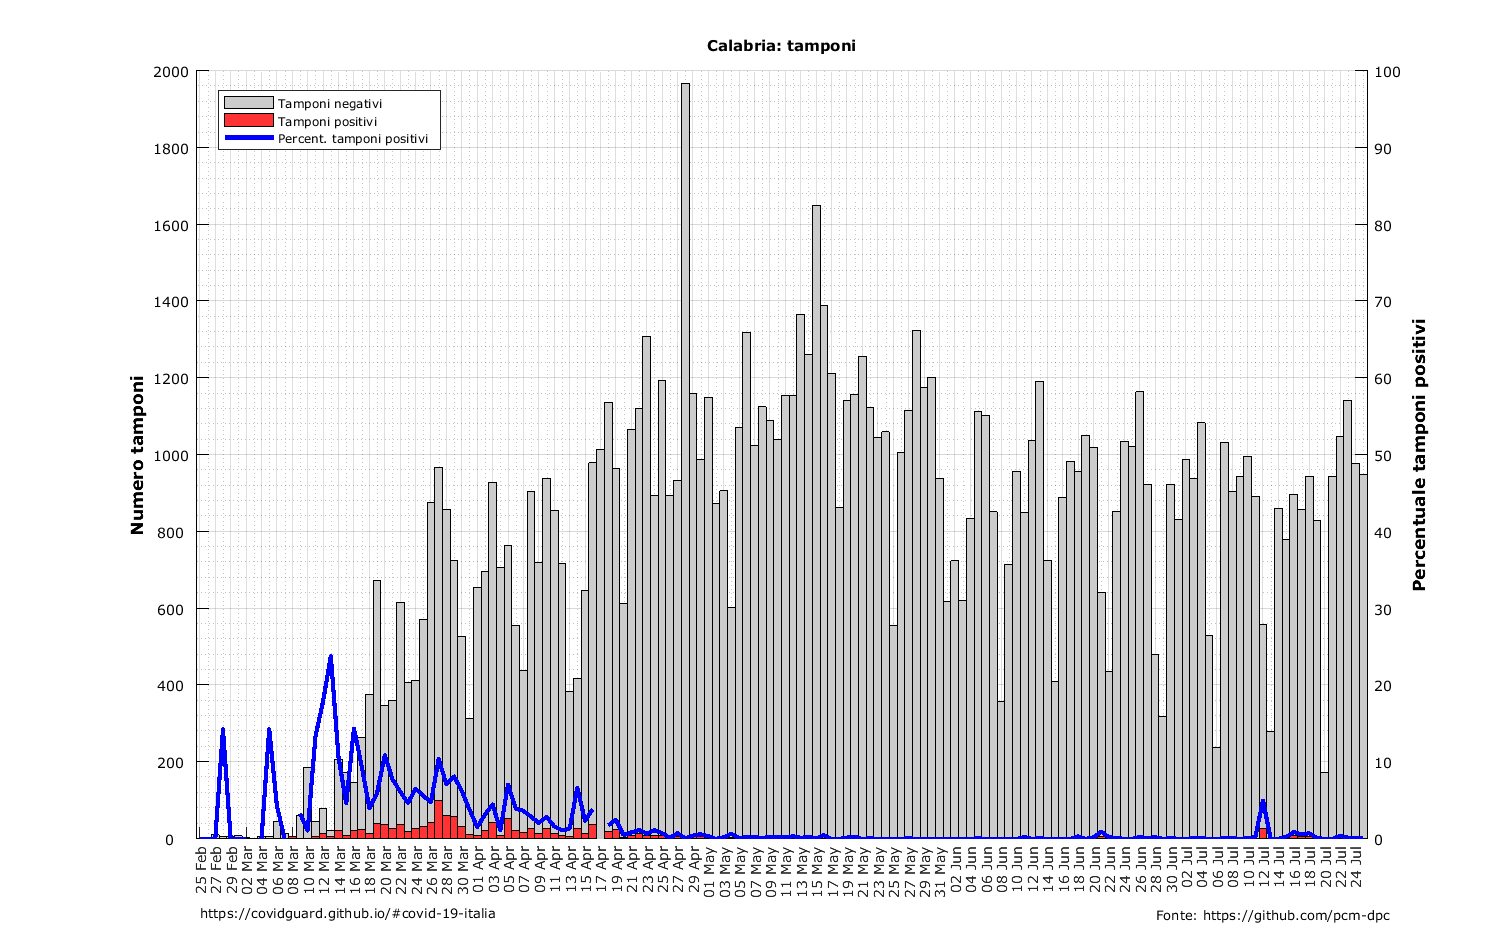 Calabria: tamponi
Tamponi negativi
Tamponi positivi
Percent. tamponi positivi
Numero tamponi
2000
1800
1600
1400
1200
1000
800
600
400
200
0
100
90
80
70
60
50
40
30
20
10
0
Percentuale tamponi positivi
25 Feb
27 Feb
29 Feb
02 Mar
04 Mar
06 Mar
08 Mar
10 Mar
12 Mar
14 Mar
16 Mar
18 Mar
20 Mar
22 Mar
24 Mar
26 Mar
28 Mar
30 Mar
01 Apr
03 Apr
05 Apr
07 Apr
09 Apr
11 Apr
13 Apr
15 Apr
17 Apr
19 Apr
21 Apr
23 Apr
25 Apr
27 Apr
29 Apr
01 May
03 May
05 May
07 May
09 May
11 May
13 May
15 May
17 May
19 May
21 May
23 May
25 May
27 May
29 May
31 May
02 Jun
04 Jun
06 Jun
08 Jun
10 Jun
12 Jun
14 Jun
16 Jun
18 Jun
20 Jun
22 Jun
24 Jun
26 Jun
28 Jun
30 Jun
02 Jul
04 Jul
06 Jul
08 Jul
10 Jul
12 Jul
14 Jul
16 Jul
18 Jul
20 Jul
22 Jul
24 Jul
https://covidguard.github.io/#covid-19-italia
Fonte: https://github.com/pcm-dpc